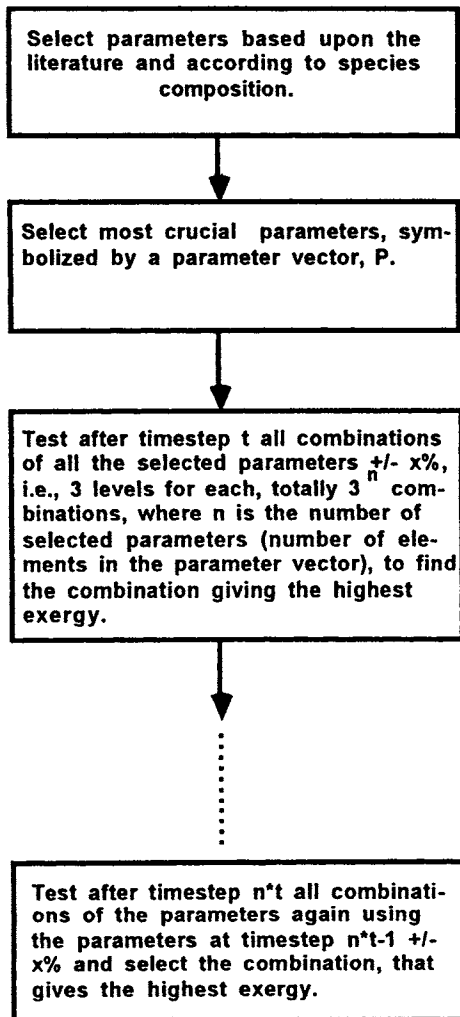 Select parameters based upon the
literature and according to species
composition.
Select most crucial parameters, sym-
bolized by a parameter vector, P.
Test after timestep t all combinations
of all the selected parameters +/- x%,
i.e., 3 levels for each, totally 3^n com-
binations, where n is the number of
selected parameters (number of ele-
ments in the parameter vector), to find
the combination giving the highest
exergy.
Test after timestep n*t all combinati-
ons of the parameters again using
the parameters at timestep n*t-1 +/-
x% and select the combination, that
gives the highest exergy.